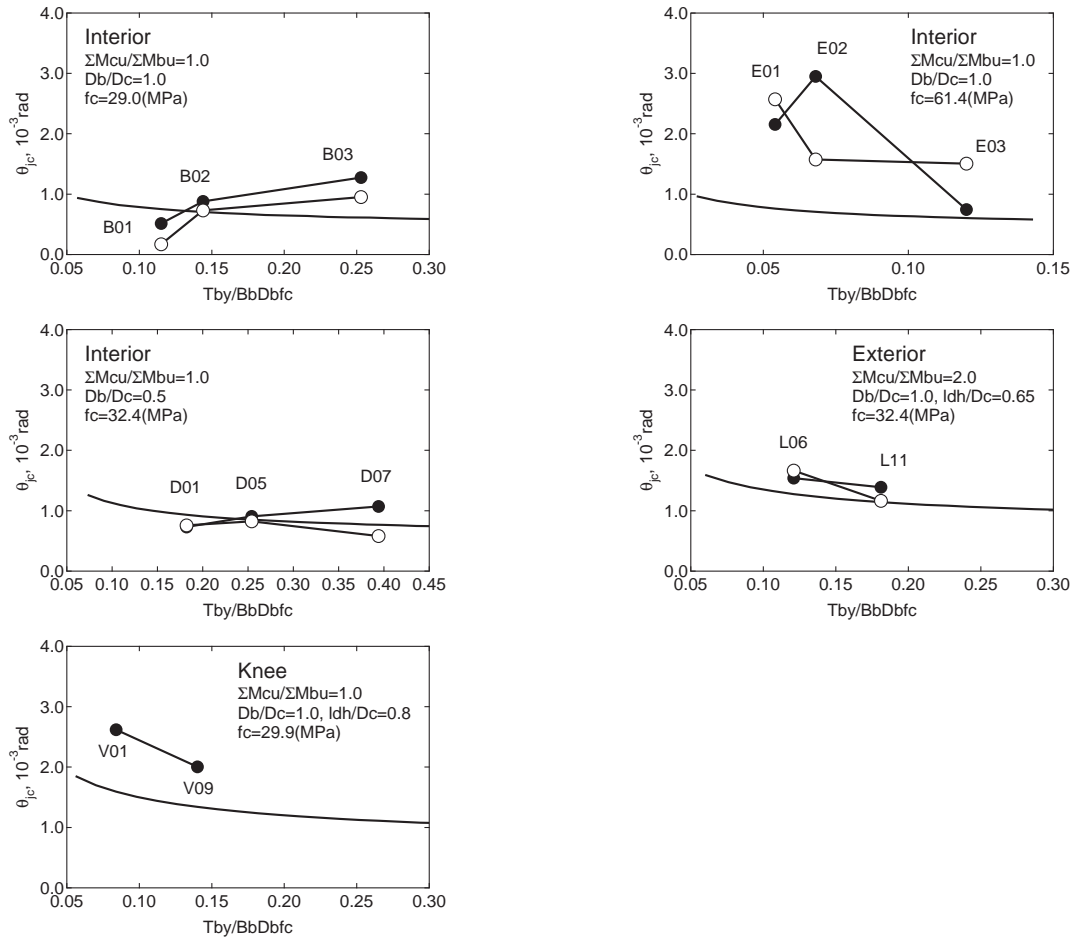 4.0
3.0
2.0
1.0
0.0
θjc, 10-3rad
Interior
ΣMcu/ΣMbu=1.0
Db/Dc=1.0
fc=29.0(MPa)
B01
B02
B03
0.05 0.10 0.15 0.20 0.25 0.30
Tby/BbDbfc
4.0
3.0
2.0
1.0
0.0
θjc, 10-3rad
Interior
ΣMcu/ΣMbu=1.0
Db/Dc=1.0
fc=61.4(MPa)
E01
E02
E03
0.05 0.10 0.15
Tby/BbDbfc
4.0
3.0
2.0
1.0
0.0
θjc, 10-3rad
Interior
ΣMcu/ΣMbu=1.0
Db/Dc=0.5
fc=32.4(MPa)
D01
D05
D07
0.05 0.10 0.15 0.20 0.25 0.30 0.35 0.40 0.45
Tby/BbDbfc
4.0
3.0
2.0
1.0
0.0
θjc, 10-3rad
Exterior
ΣMcu/ΣMbu=2.0
Db/Dc=1.0, ldh/Dc=0.65
fc=32.4(MPa)
L06
L11
0.05 0.10 0.15 0.20 0.25 0.30
Tby/BbDbfc
4.0
3.0
2.0
1.0
0.0
θjc, 10-3rad
Knee
ΣMcu/ΣMbu=1.0
Db/Dc=1.0, ldh/Dc=0.8
fc=29.9(MPa)
V01
V09
0.05 0.10 0.15 0.20 0.25 0.30
Tby/BbDbfc